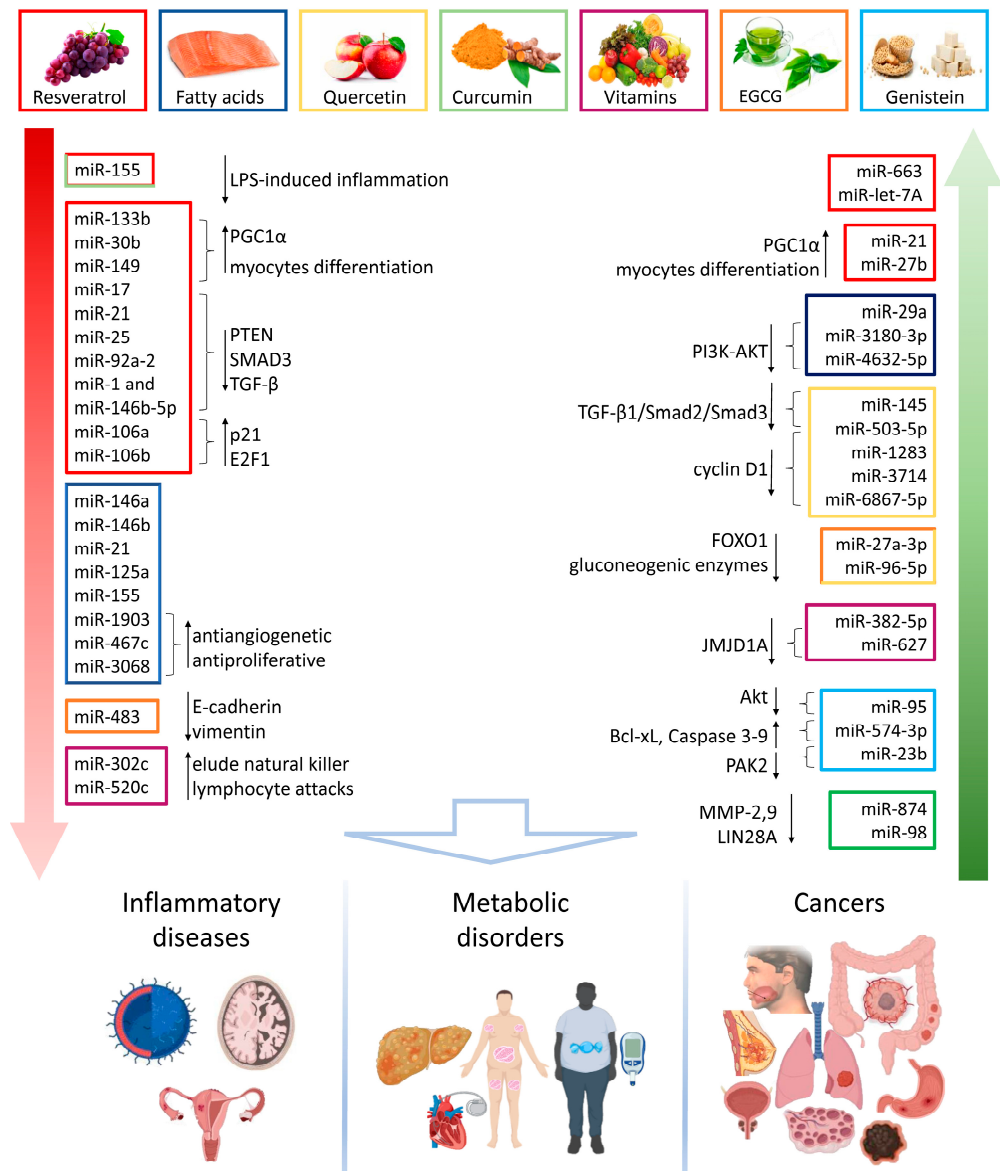 Resveratrol
Fatty acids
Quercetin
Curcumin
Vitamins
EGCG
Genistein
miR-155
LPS-induced inflammation
miR-133b
miR-30b
miR-149
miR-17
miR-21
miR-25
miR-92a-2
miR-1 and
miR-146b-5p
miR-106a
miR-106b
PGC1α
myocytes differentiation
PTEN
SMAD3
TGF-β
p21
E2F1
miR-146a
miR-146b
miR-21
miR-125a
miR-155
miR-1903
miR-467c
miR-3068
antiangiogenetic
antiproliferative
miR-483
E-cadherin
vimentin
miR-302c
miR-520c
elude natural killer
lymphocyte attacks
miR-663
miR-let-7A
PGC1α
myocytes differentiation
miR-21
miR-27b
PI3K-AKT
miR-29a
miR-3180-3p
miR-4632-5p
TGF-β1/Smad2/Smad3
cyclin D1
miR-145
miR-503-5p
miR-1283
miR-3714
miR-6867-5p
FOXO1
gluconeogenic enzymes
miR-27a-3p
miR-96-5p
JMJD1A
miR-382-5p
miR-627
Akt
Bcl-xL, Caspase 3-9
PAK2
miR-95
miR-574-3p
miR-23b
MMP-2,9
LIN28A
miR-874
miR-98
Inflammatory
diseases
Metabolic
disorders
Cancers